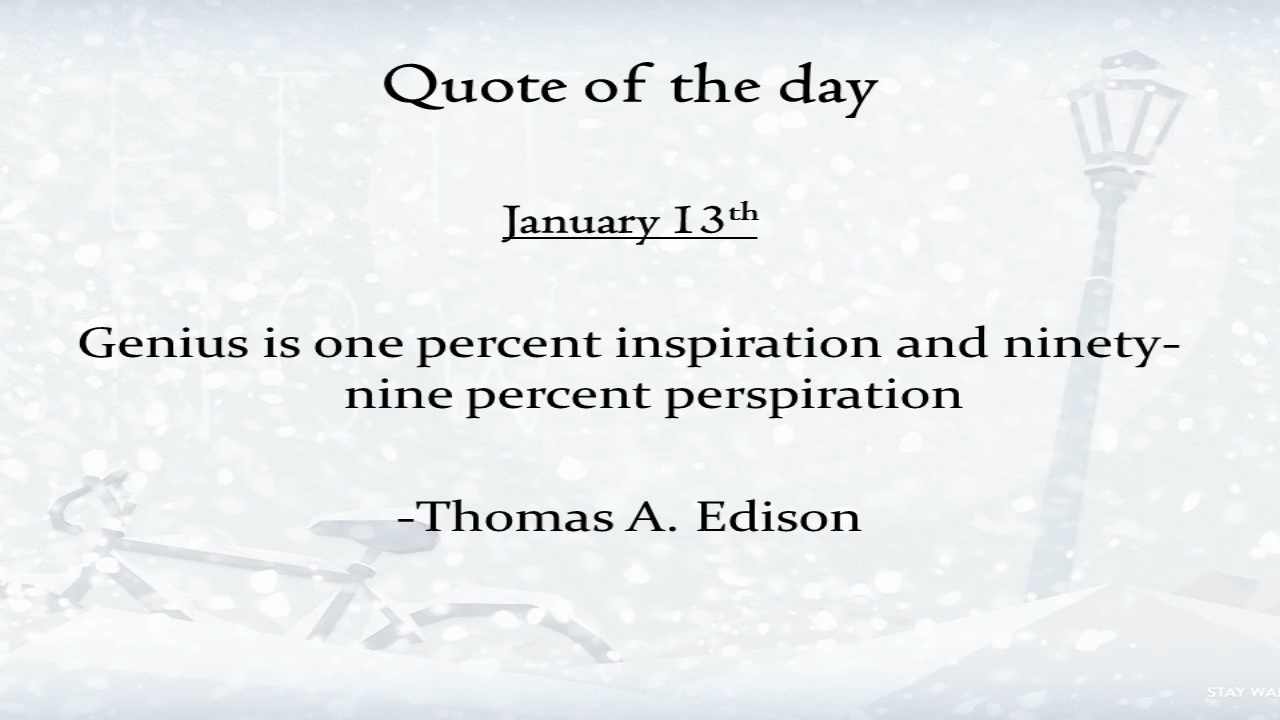 Quote of the day
January 13th
Genius is one percent inspiration and ninety-
nine percent perspiration
-Thomas A. Edison
STAY